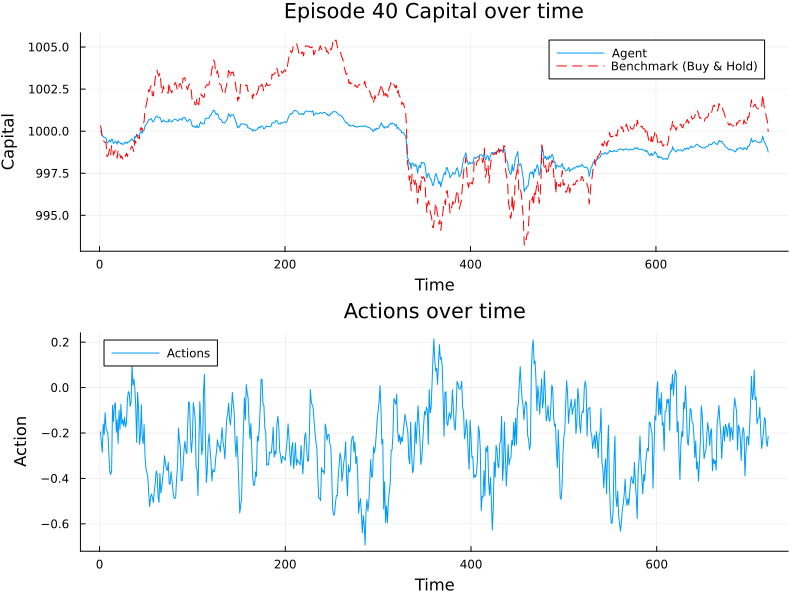 Episode 40 Capital over time
Capital
1005.0
1002.5
1000.0
997.5
995.0
Agent
Benchmark (Buy & Hold)
0 200 400 600
Time
Actions over time
Action
0.2
0.0
−0.2
−0.4
−0.6
Actions
0 200 400 600
Time